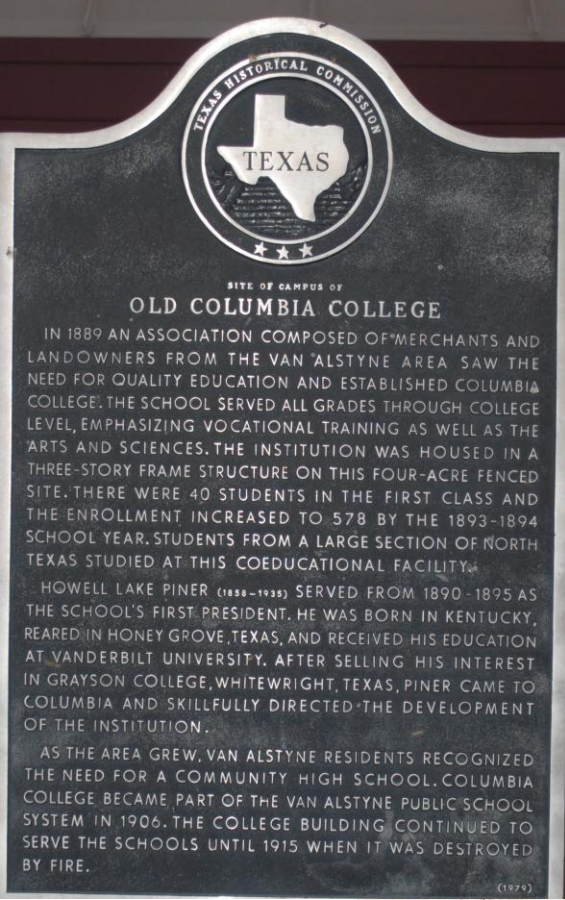 TEXAS HISTORICAL COMMISSION
TEXAS
SITE OF CAMPUS OF
OLD COLUMBIA COLLEGE
IN 1889 AN ASSOCIATION COMPOSED OF MERCHANTS AND
LANDOWNERS FROM THE VAN ALSTYNE AREA SAW THE
NEED FOR QUALITY EDUCATION AND ESTABLISHED COLUMBIA
COLLEGE. THE SCHOOL SERVED ALL GRADES THROUGH COLLEGE
LEVEL, EMPHASIZING VOCATIONAL TRAINING AS WELL AS THE
ARTS AND SCIENCES. THE INSTITUTION WAS HOUSED IN A
THREE-STORY FRAME STRUCTURE ON THIS FOUR-ACRE FENCED
SITE. THERE WERE 40 STUDENTS IN THE FIRST CLASS AND
THE ENROLLMENT INCREASED TO 578 BY THE 1893-1894
SCHOOL YEAR. STUDENTS FROM A LARGE SECTION OF NORTH
TEXAS STUDIED AT THIS COEDUCATIONAL FACILITY.
HOWELL LAKE PINER (1858-1935) SERVED FROM 1890-1895 AS
THE SCHOOL'S FIRST PRESIDENT. HE WAS BORN IN KENTUCKY,
REARED IN HONEY GROVE, TEXAS, AND RECEIVED HIS EDUCATION
AT VANDERBILT UNIVERSITY. AFTER SELLING HIS INTEREST
IN GRAYSON COLLEGE, WHITEWRIGHT, TEXAS, PINER CAME TO
COLUMBIA AND SKILLFULLY DIRECTED THE DEVELOPMENT
OF THE INSTITUTION.
AS THE AREA GREW, VAN ALSTYNE RESIDENTS RECOGNIZED
THE NEED FOR A COMMUNITY HIGH SCHOOL. COLUMBIA
COLLEGE BECAME PART OF THE VAN ALSTYNE PUBLIC SCHOOL
SYSTEM IN 1906. THE COLLEGE BUILDING CONTINUED TO
SERVE THE SCHOOLS UNTIL 1915 WHEN IT WAS DESTROYED
BY FIRE.
(1979)